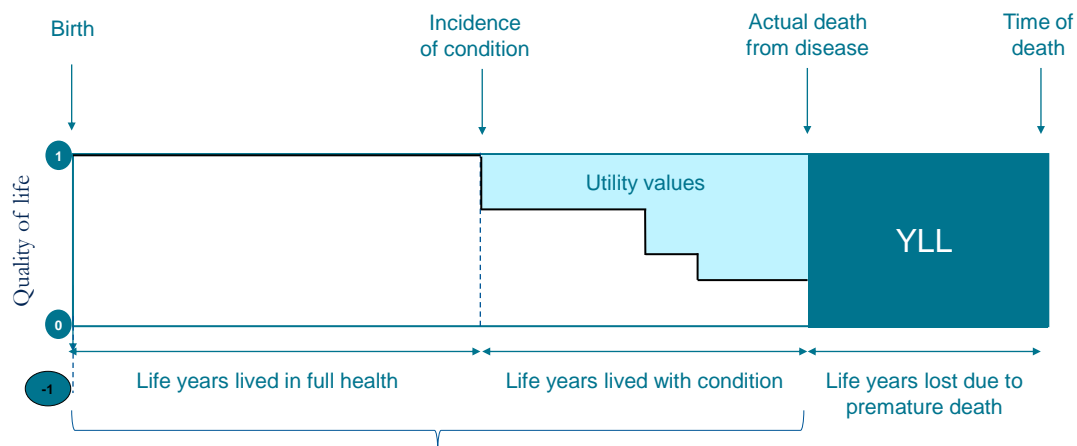 Birth
Incidence
of condition
Actual death
from disease
Time of
death
1
Quality of life
Utility values
YLL
0
-1
Life years lived in full health
Life years lived with condition
Life years lost due to
premature death